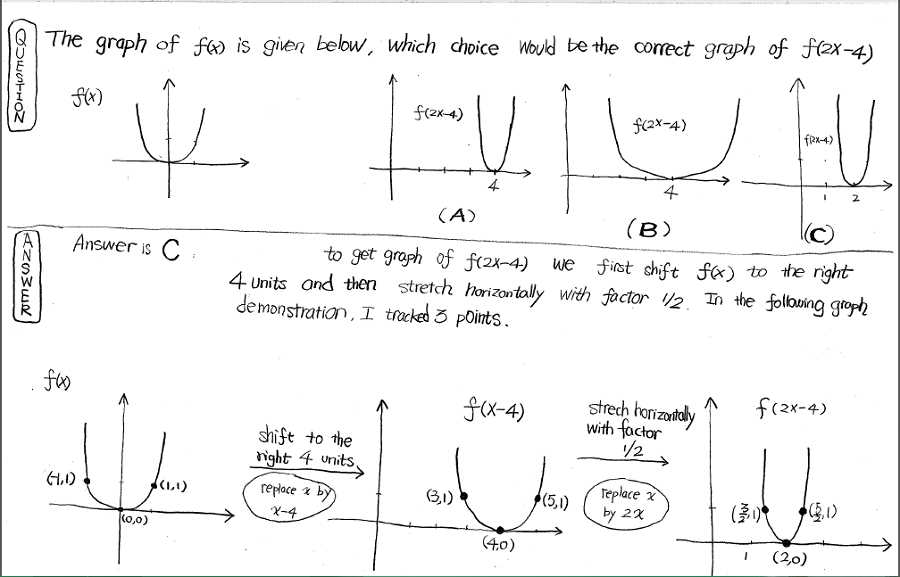 QUESTION
The graph of f(x) is given below, which choice would be the correct graph of f(2x-4)
f(x)
f(2x-4)
4
(A)
f(2x-4)
4
(B)
f(2x-4)
1 2
(C)
ANSWER
Answer is C
to get graph of f(2x-4) we first shift f(x) to the right
4 units and then stretch horizontally with factor 1/2. In the following graph
demonstration, I tracked 3 points.
f(x)
(-1,1)
(1,1)
(0,0)
shift to the
right 4 units
replace x by
x-4
f(x-4)
(3,1)
(5,1)
(4,0)
strech horizontally
with factor
1/2
replace x
by 2x
f(2x-4)
(3/2,1)
(5/2,1)
1 (2,0)